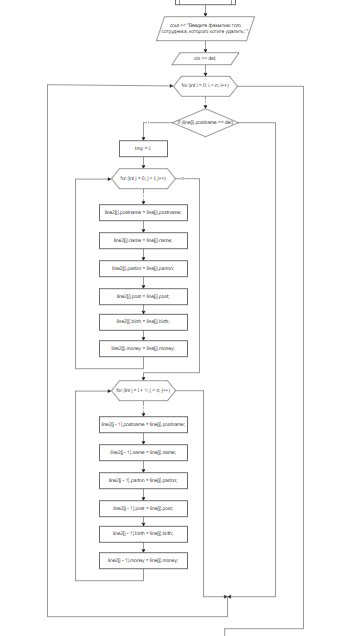 cout << "Введите фамилию того
сотрудника, которого хотите удалить: ";
cin >> del;
for (int i = 0; i < n; i++)
if (line[i].postname == del)
tmp = i;
for (int j = 0; j < i; j++)
line2[j].postname = line[j].postname;
line2[j].name = line[j].name;
line2[j].parton = line[j].parton;
line2[j].post = line[j].post;
line2[j].birth = line[j].birth;
line2[j].money = line[j].money;
for (int j = i + 1; j < n; j++)
line2[j - 1].postname = line[j].postname;
line2[j - 1].name = line[j].name;
line2[j - 1].parton = line[j].parton;
line2[j - 1].post = line[j].post;
line2[j - 1].birth = line[j].birth;
line2[j - 1].money = line[j].money;